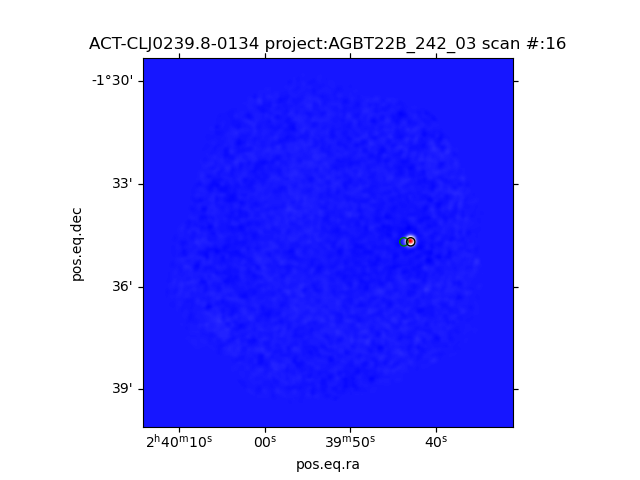 ACT-CLJ0239.8-0134 project:AGBT22B_242_03 scan #:16
-1°30'
33'
36'
39'
pos.eq.dec
2ʰ40ᵐ10ˢ 00ˢ 39ᵐ50ˢ 40ˢ
pos.eq.ra